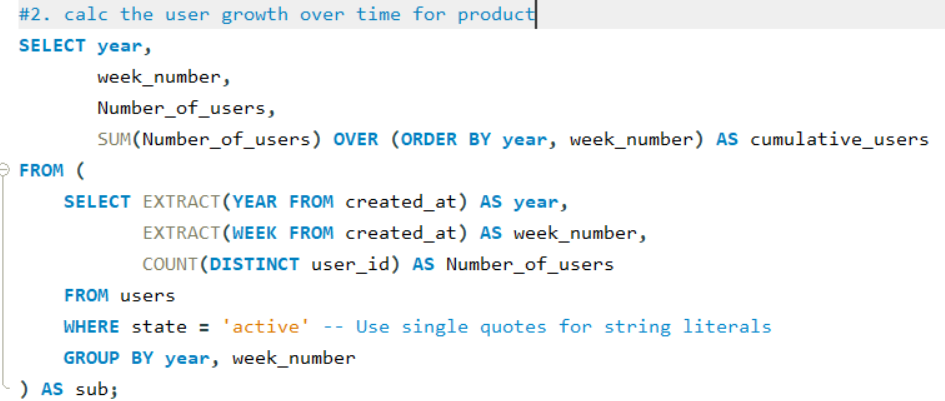 #2. calc the user growth over time for product
SELECT year,
week_number,
Number_of_users,
SUM(Number_of_users) OVER (ORDER BY year, week_number) AS cumulative_users
FROM (
SELECT EXTRACT(YEAR FROM created_at) AS year,
EXTRACT(WEEK FROM created_at) AS week_number,
COUNT(DISTINCT user_id) AS Number_of_users
FROM users
WHERE state = 'active' -- Use single quotes for string literals
GROUP BY year, week_number
) AS sub;